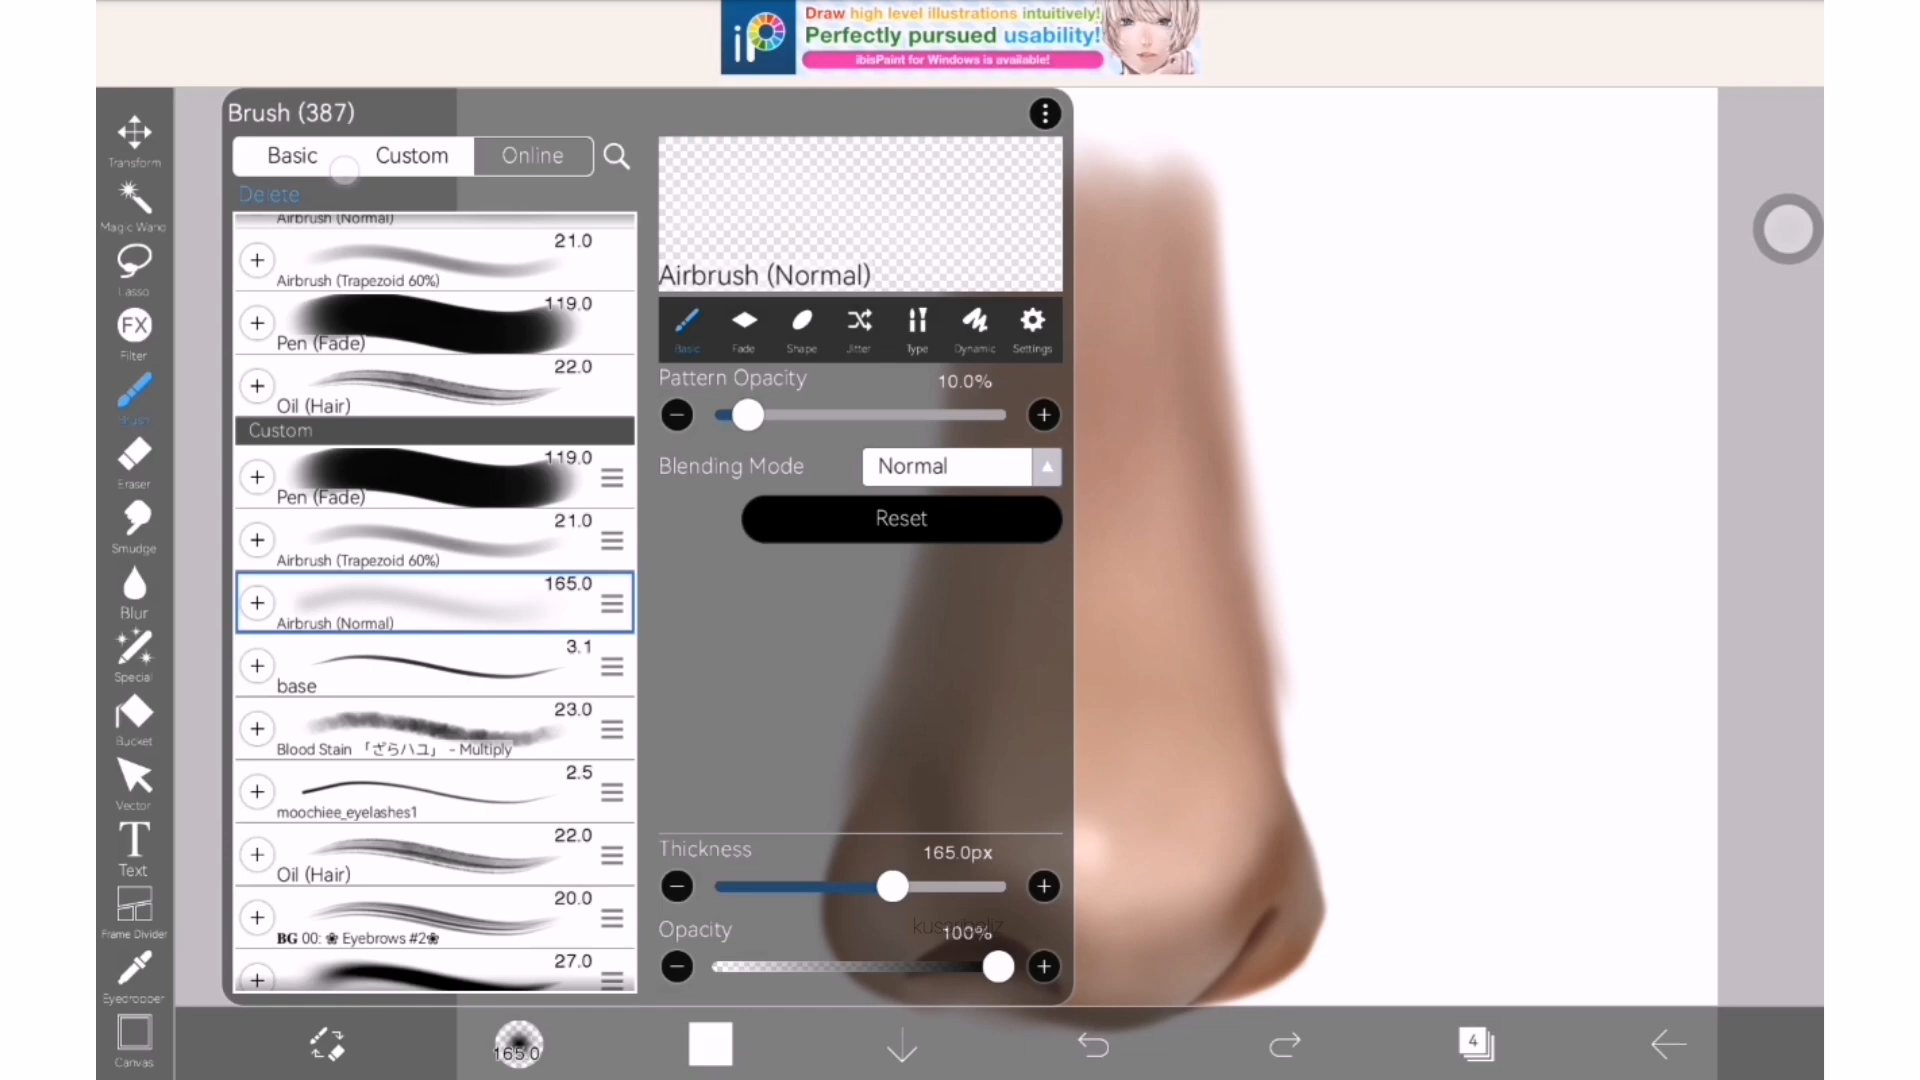 Draw high level illustrations intuitively!
iP
Perfectly pursued usability!
ibisPaint for Windows is available!
Brush (387)
Basic
Custom
Online
Delete
Airbrush (Normal)
21.0
Airbrush (Trapezoid 60%)
119.0
Pen (Fade)
22.0
Oil (Hair)
Custom
119.0
Pen (Fade)
21.0
Airbrush (Trapezoid 60%)
165.0
Airbrush (Normal)
3.1
base
23.0
Blood Stain 「ざらハユ」 - Multiply
2.5
moochiee_eyelashes1
22.0
Oil (Hair)
20.0
BG 00: ❀ Eyebrows #2❀
27.0
Airbrush (Normal)
Basic
Fade
Shape
Jitter
Type
Dynamic
Settings
Pattern Opacity
10.0%
Blending Mode
Normal
Reset
Thickness
165.0px
Opacity
100%
Transform
Magic Wand
Lasso
FX
Filter
Brush
Eraser
Smudge
Blur
Special
Bucket
Vector
T
Text
Frame Divider
Eyedropper
Canvas
165.0
4